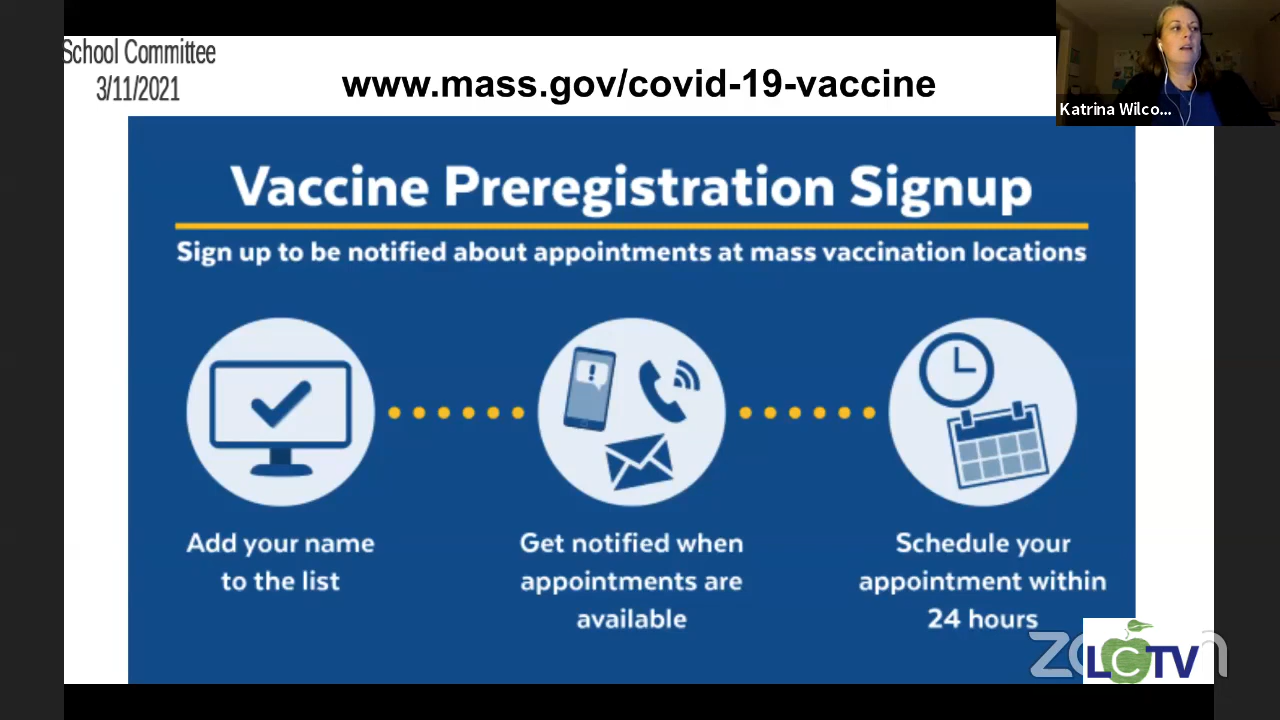 School Committee
3/11/2021
www.mass.gov/covid-19-vaccine
Katrina Wilco...
Vaccine Preregistration Signup
Sign up to be notified about appointments at mass vaccination locations
Add your name
to the list
Get notified when
appointments are
available
Schedule your
appointment within
24 hours
zoom
LCTV